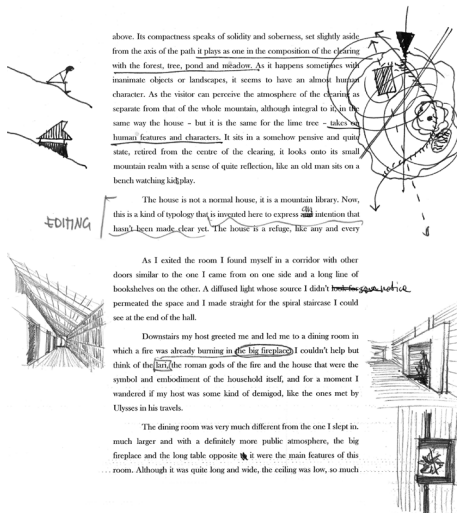 above. Its compactness speaks of solidity and soberness, set slightly aside
from the axis of the path it plays as one in the composition of the clearing
with the forest, tree, pond and meadow. As it happens sometimes with
inanimate objects or landscapes, it seems to have an almost human
character. As the visitor can perceive the atmosphere of the clearing as
separate from that of the whole mountain, although integral to it, in the
same way the house – but it is the same for the lime tree – takes on
human features and characters. It sits in a somehow pensive and quite
state, retired from the centre of the clearing, it looks onto its small
mountain realm with a sense of quite reflection, like an old man sits on a
bench watching kids play.
The house is not a normal house, it is a mountain library. Now,
this is a kind of typology that is invented here to express intention that
EDITING
hasn't been made clear yet. The house is a refuge, like any and every
As I exited the room I found myself in a corridor with other
doors similar to the one I came from on one side and a long line of
bookshelves on the other. A diffused light whose source I didn't look for notice
permeated the space and I made straight for the spiral staircase I could
see at the end of the hall.
Downstairs my host greeted me and led me to a dining room in
which a fire was already burning in the big fireplace. I couldn't help but
think of the lari, the roman gods of the fire and the house that were the
symbol and embodiment of the household itself, and for a moment I
wandered if my host was some kind of demigod, like the ones met by
Ulysses in his travels.
The dining room was very much different from the one I slept in.
much larger and with a definitely more public atmosphere, the big
fireplace and the long table opposite it were the main features of this
room. Although it was quite long and wide, the ceiling was low, so much